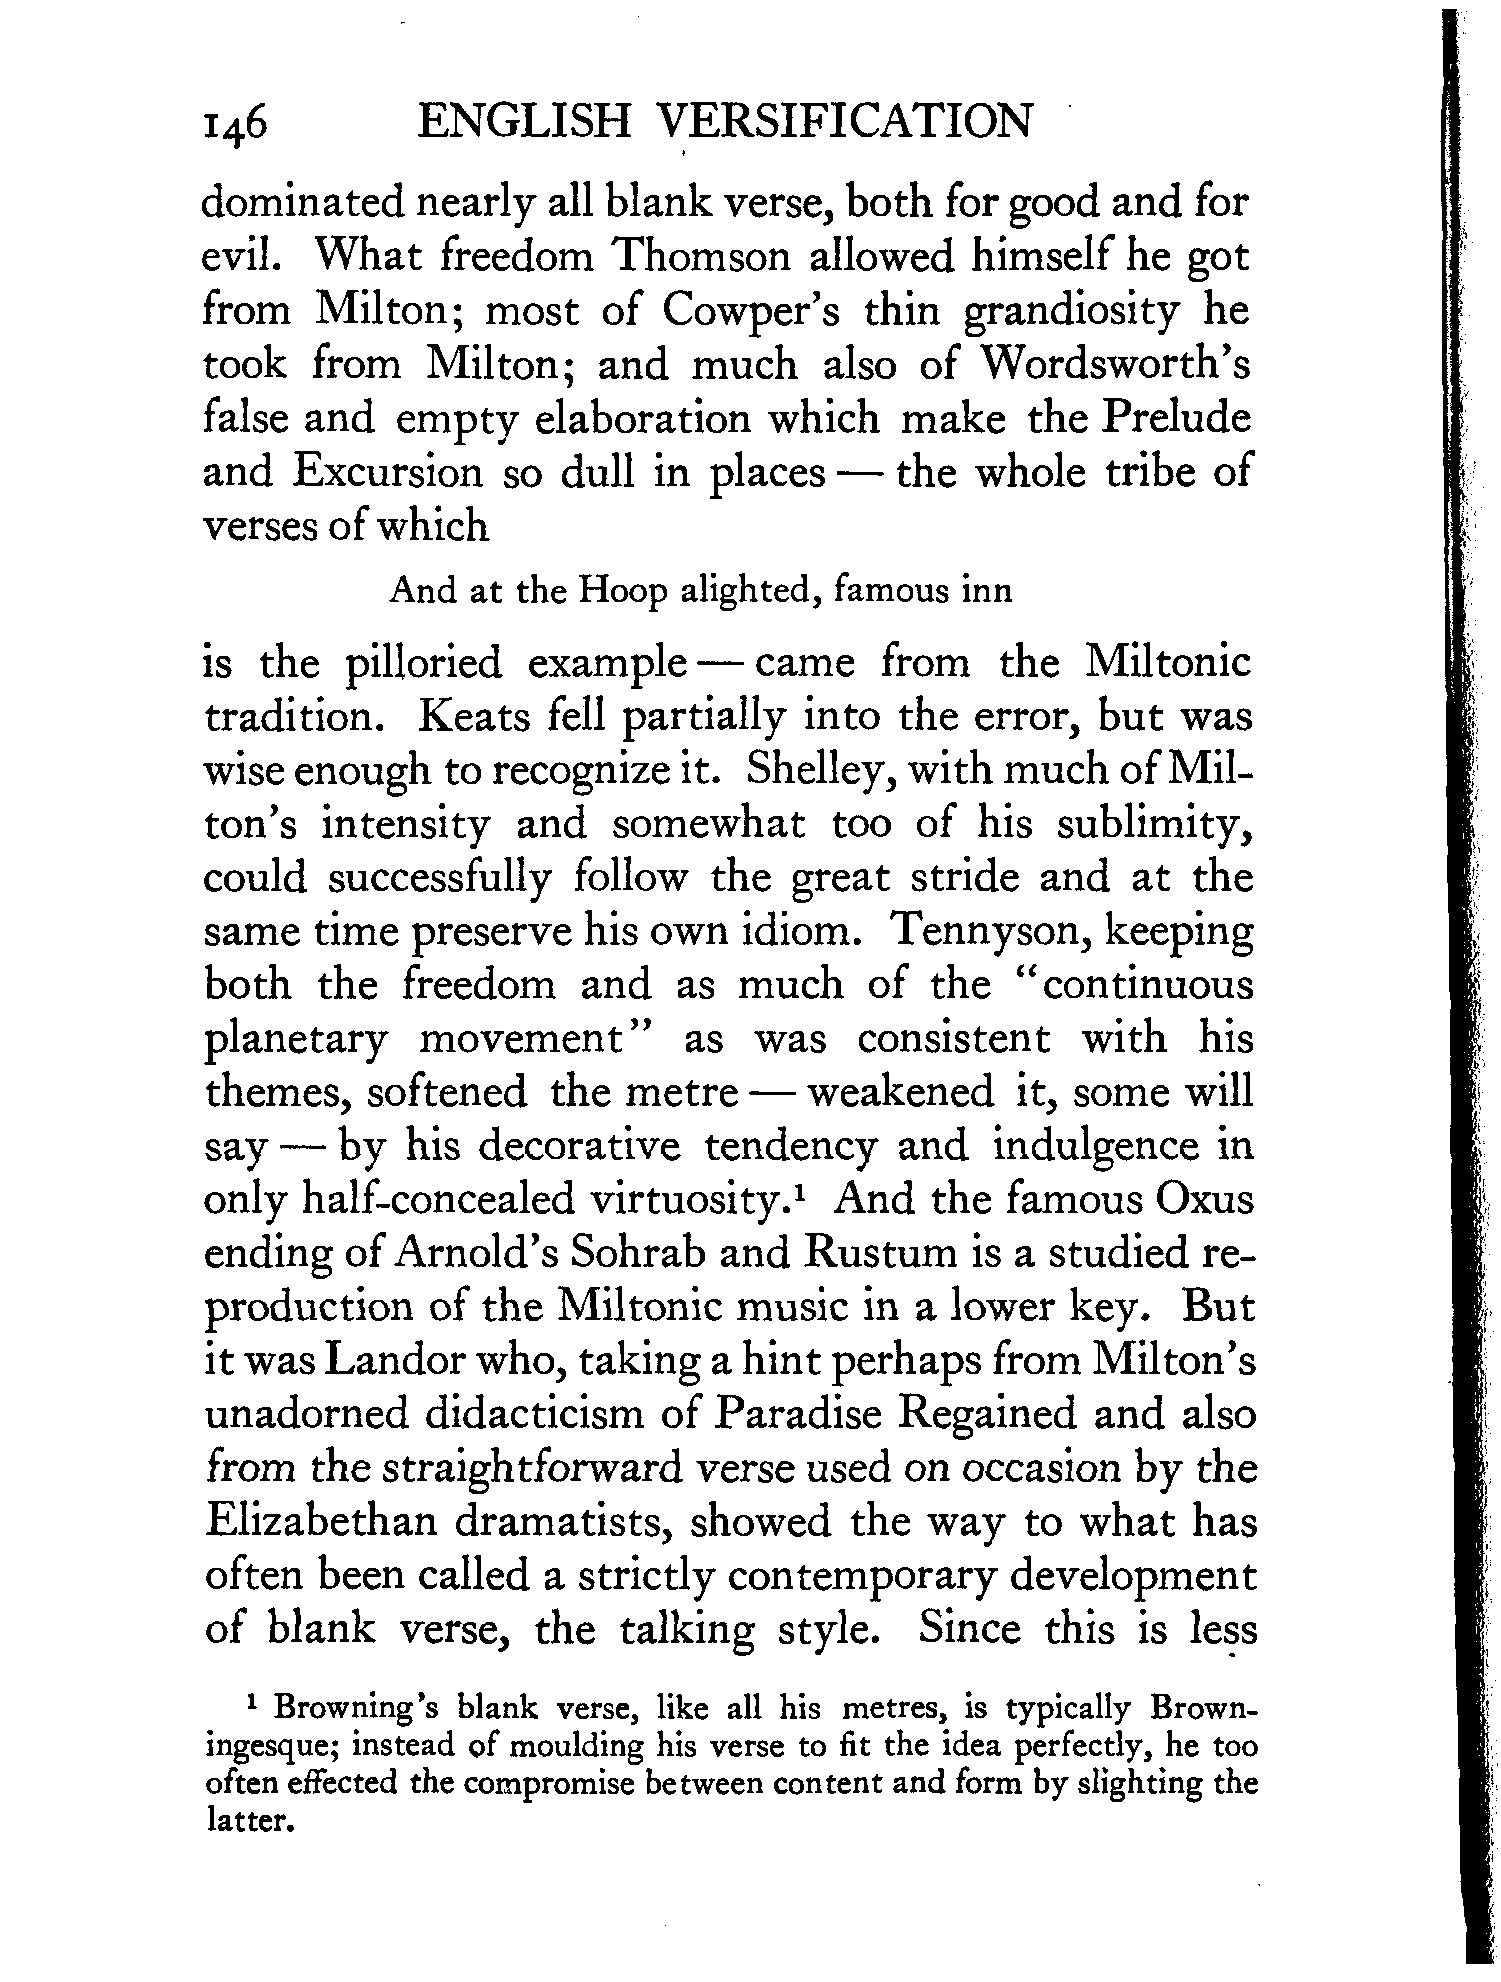 146 ENGLISH VERSIFICATION
dominated nearly all blank verse, both for good and for
evil. What freedom Thomson allowed himself he got
from Milton; most of Cowper's thin grandiosity he
took from Milton; and much also of Wordsworth's
false and empty elaboration which make the Prelude
and Excursion so dull in places — the whole tribe of
verses of which
And at the Hoop alighted, famous inn
is the pilloried example — came from the Miltonic
tradition. Keats fell partially into the error, but was
wise enough to recognize it. Shelley, with much of Mil-
ton's intensity and somewhat too of his sublimity,
could successfully follow the great stride and at the
same time preserve his own idiom. Tennyson, keeping
both the freedom and as much of the "continuous
planetary movement" as was consistent with his
themes, softened the metre — weakened it, some will
say — by his decorative tendency and indulgence in
only half-concealed virtuosity.¹ And the famous Oxus
ending of Arnold's Sohrab and Rustum is a studied re-
production of the Miltonic music in a lower key. But
it was Landor who, taking a hint perhaps from Milton's
unadorned didacticism of Paradise Regained and also
from the straightforward verse used on occasion by the
Elizabethan dramatists, showed the way to what has
often been called a strictly contemporary development
of blank verse, the talking style. Since this is less
¹ Browning's blank verse, like all his metres, is typically Brown-
ingesque; instead of moulding his verse to fit the idea perfectly, he too
often effected the compromise between content and form by slighting the
latter.